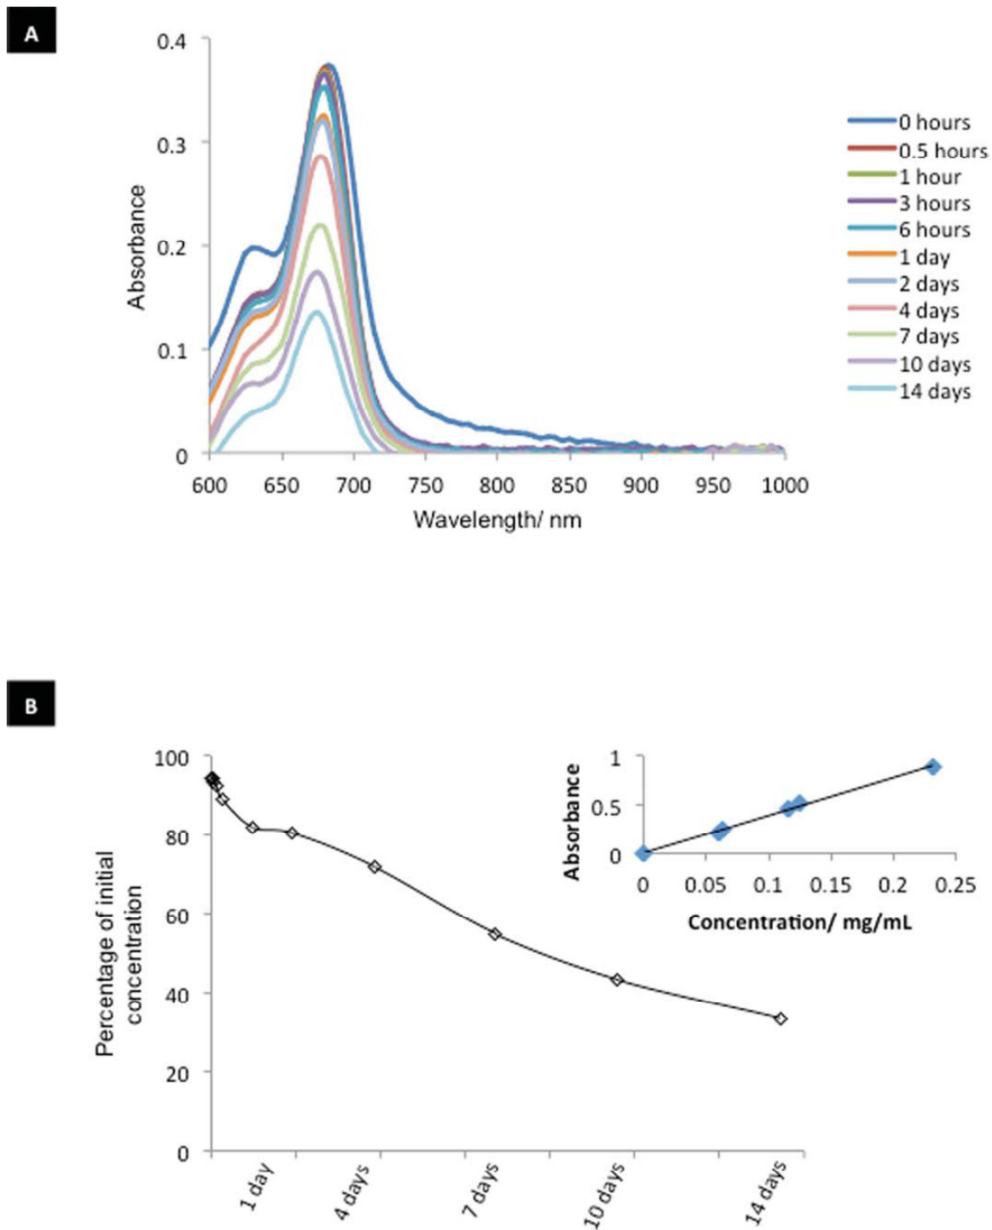 A
0.4
0.3
0.2
0.1
0
Absorbance
600 650 700 750 800 850 900 950 1000
Wavelength/ nm
0 hours
0.5 hours
1 hour
3 hours
6 hours
1 day
2 days
4 days
7 days
10 days
14 days
B
100
80
60
40
20
0
Percentage of initial
concentration
1 day 4 days 7 days 10 days 14 days
1
0.5
0
Absorbance
0 0.05 0.1 0.15 0.2 0.25
Concentration/ mg/mL